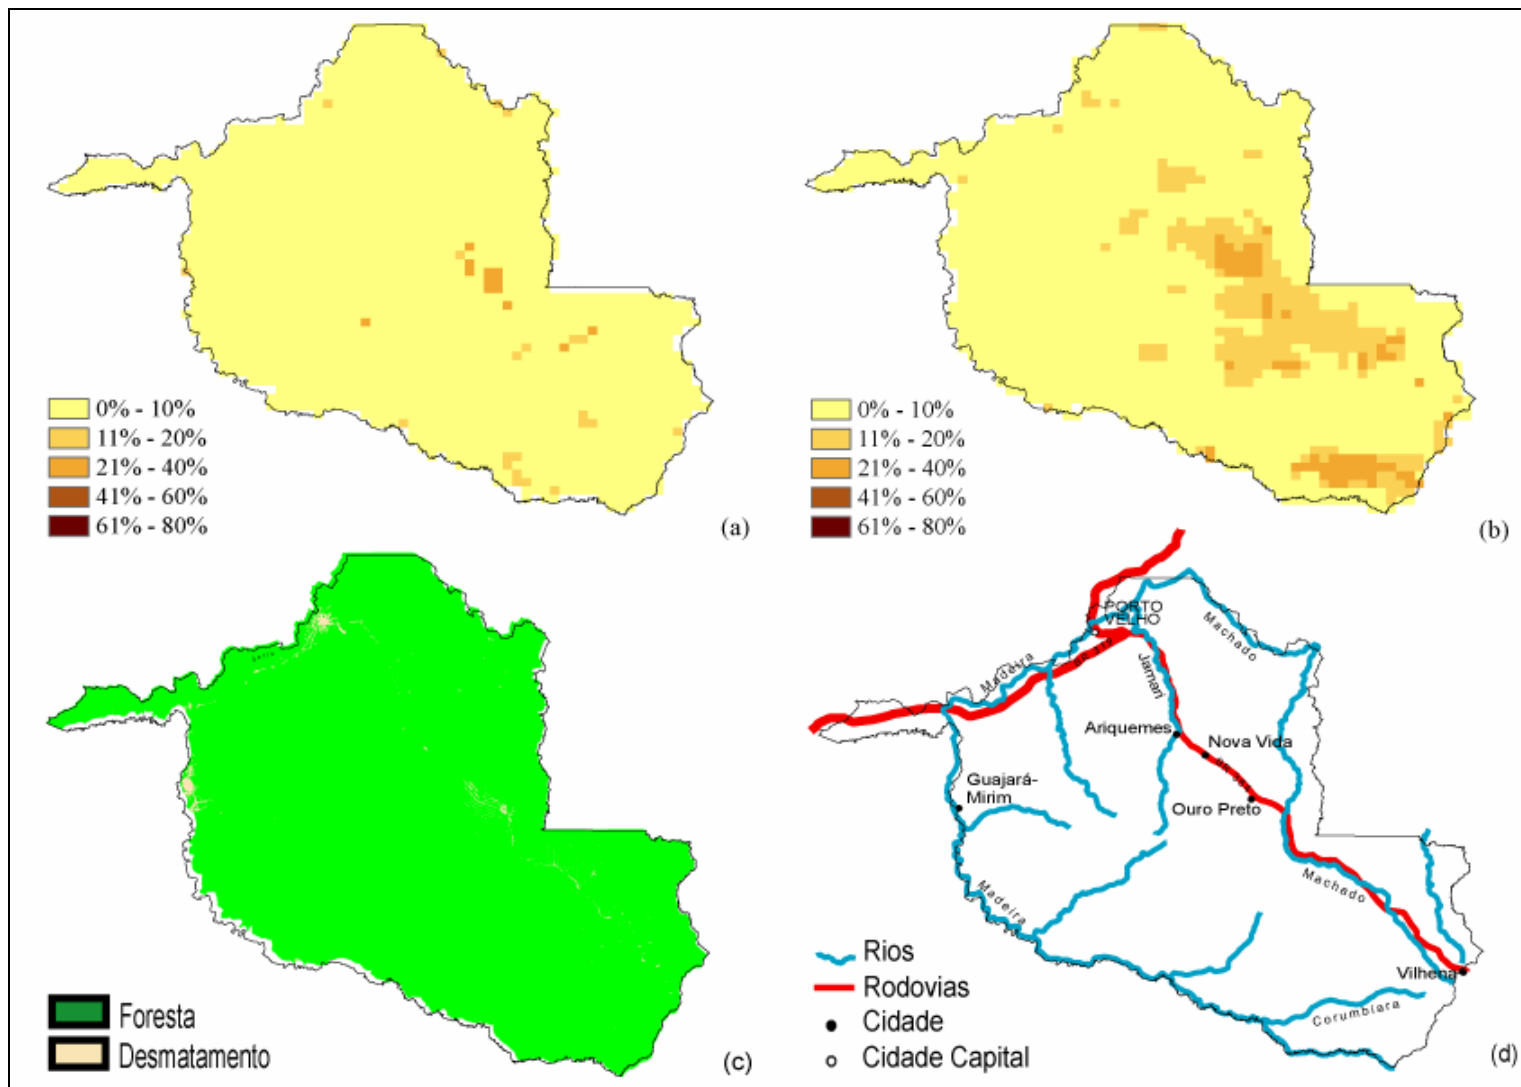 0% - 10%
11% - 20%
21% - 40%
41% - 60%
61% - 80%
(a)
0% - 10%
11% - 20%
21% - 40%
41% - 60%
61% - 80%
(b)
Foresta
Desmatamento
(c)
PORTO
VELHO
Machado
Madeira
Jamari
Ariquemes
Nova Vida
Guajará-
Mirim
Ouro Preto
Madeira
Machado
Vilhena
Corumbiara
Rios
Rodovias
Cidade
Cidade Capital
(d)